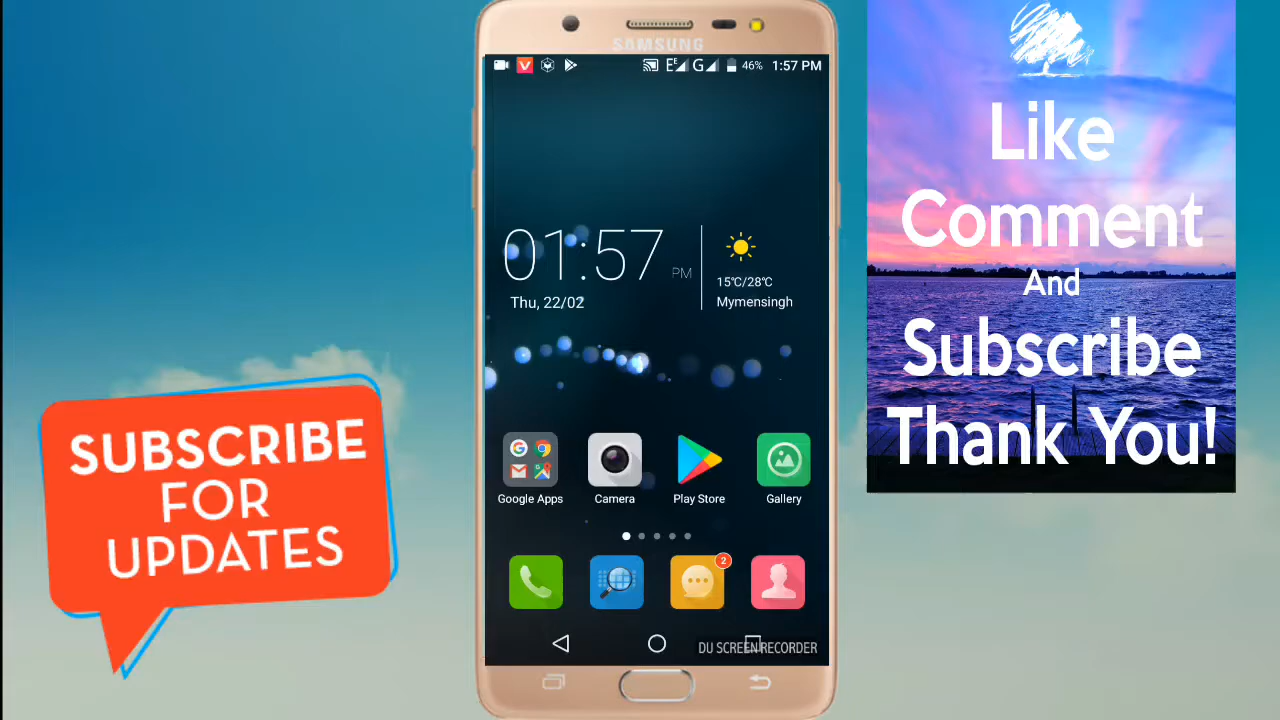 SUBSCRIBE
FOR
UPDATES
SAMSUNG
46% 1:57 PM
01:57 PM
Thu, 22/02
15℃/28℃
Mymensingh
Google Apps
Camera
Play Store
Gallery
2
DU SCREEN RECORDER
Like
Comment
And
Subscribe
Thank You!